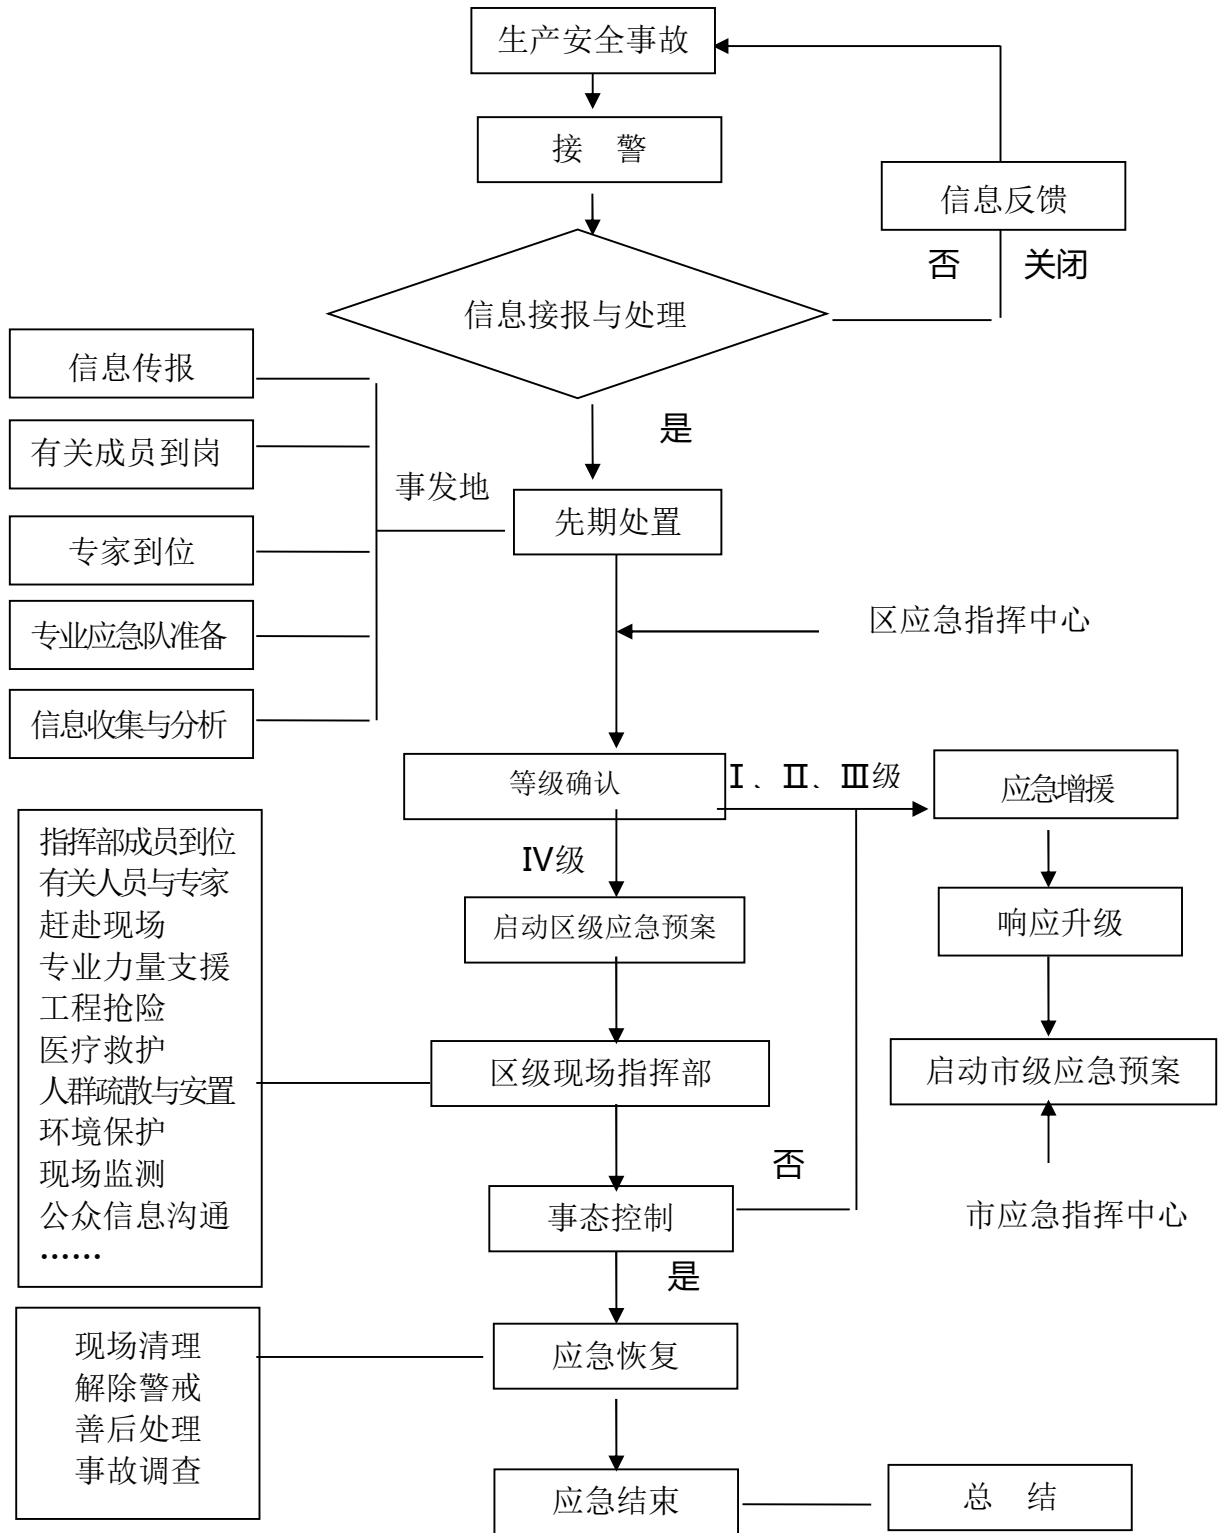 生产安全事故
接　警
信息反馈
否
关闭
信息接报与处理
信息传报
是
有关成员到岗
事发地
先期处置
专家到位
区应急指挥中心
专业应急队准备
信息收集与分析
等级确认
Ⅰ、Ⅱ、Ⅲ级
应急增援
指挥部成员到位
有关人员与专家
赶赴现场
专业力量支援
工程抢险
医疗救护
人群疏散与安置
环境保护
现场监测
公众信息沟通
……
IV级
启动区级应急预案
响应升级
区级现场指挥部
启动市级应急预案
否
事态控制
市应急指挥中心
是
现场清理
解除警戒
善后处理
事故调查
应急恢复
应急结束
总　结